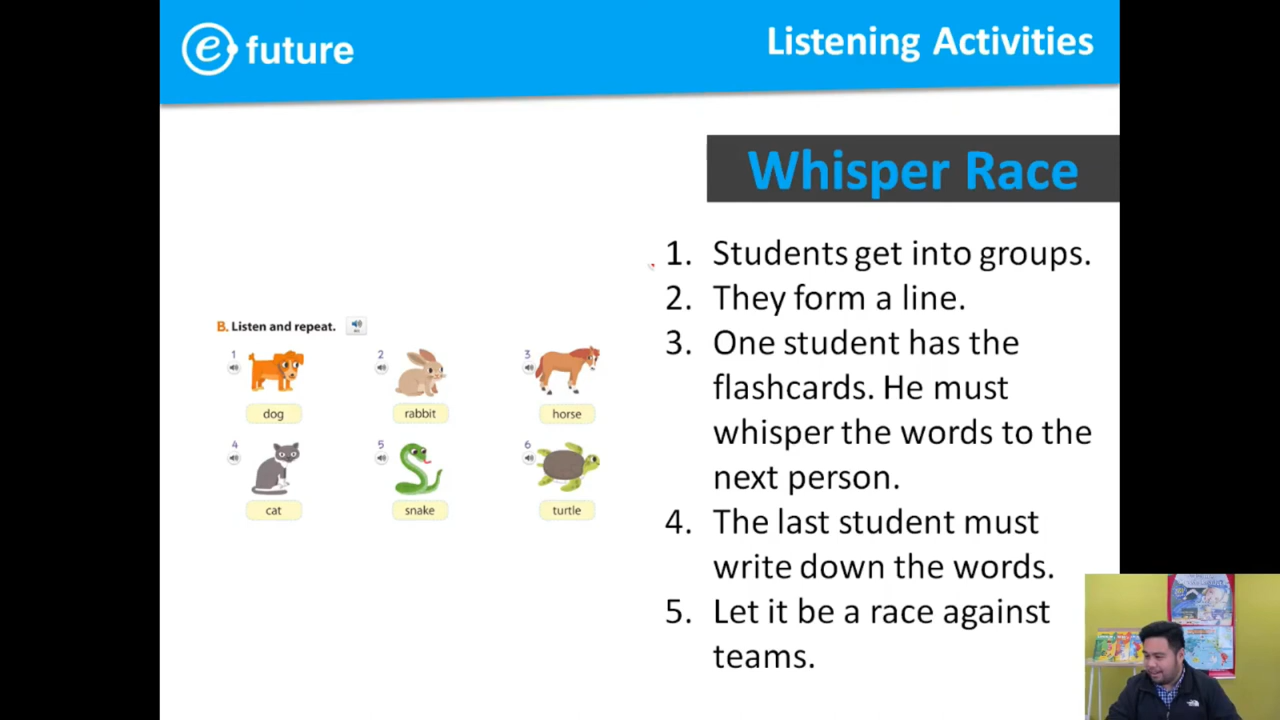 e future
Listening Activities
Whisper Race
1. Students get into groups.
2. They form a line.
3. One student has the
flashcards. He must
whisper the words to the
next person.
4. The last student must
write down the words.
5. Let it be a race against
teams.
B. Listen and repeat.
1
2
3
dog
rabbit
horse
4
5
6
cat
snake
turtle